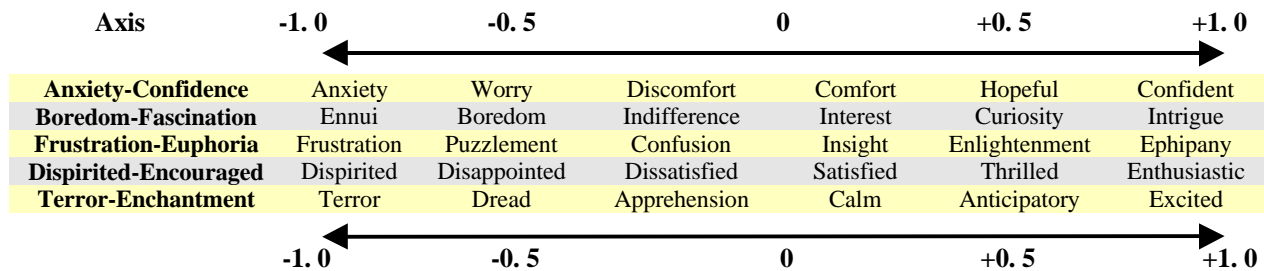 Axis -1. 0 -0. 5 0 +0. 5 +1. 0
Anxiety-Confidence Anxiety Worry Discomfort Comfort Hopeful Confident
Boredom-Fascination Ennui Boredom Indifference Interest Curiosity Intrigue
Frustration-Euphoria Frustration Puzzlement Confusion Insight Enlightenment Ephipany
Dispirited-Encouraged Dispirited Disappointed Dissatisfied Satisfied Thrilled Enthusiastic
Terror-Enchantment Terror Dread Apprehension Calm Anticipatory Excited
-1. 0 -0. 5 0 +0. 5 +1. 0